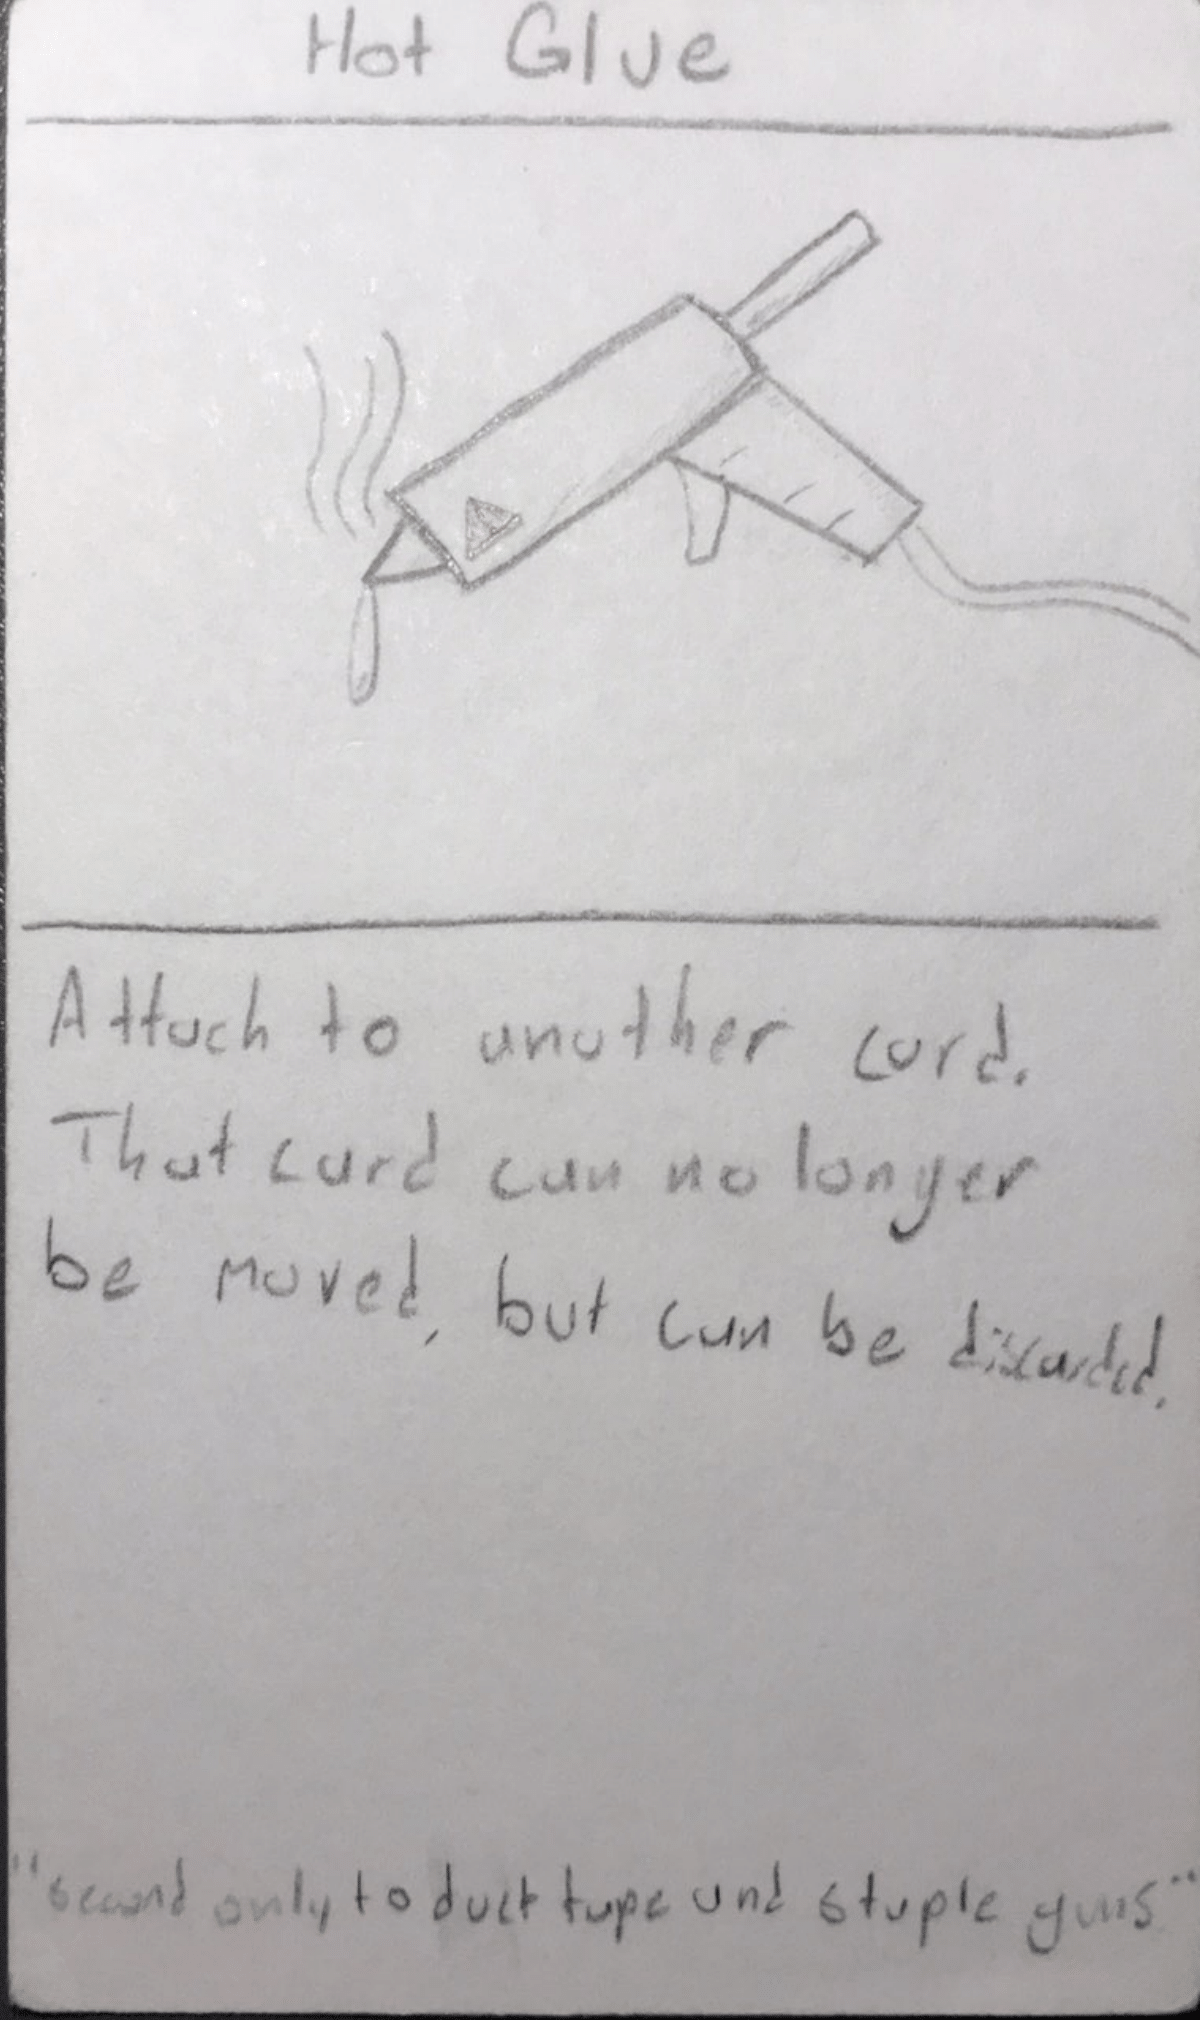 Hot Glue
Attach to another card.
That card can no longer
be moved, but can be discarded.
"second only to duct tape and staple guns"